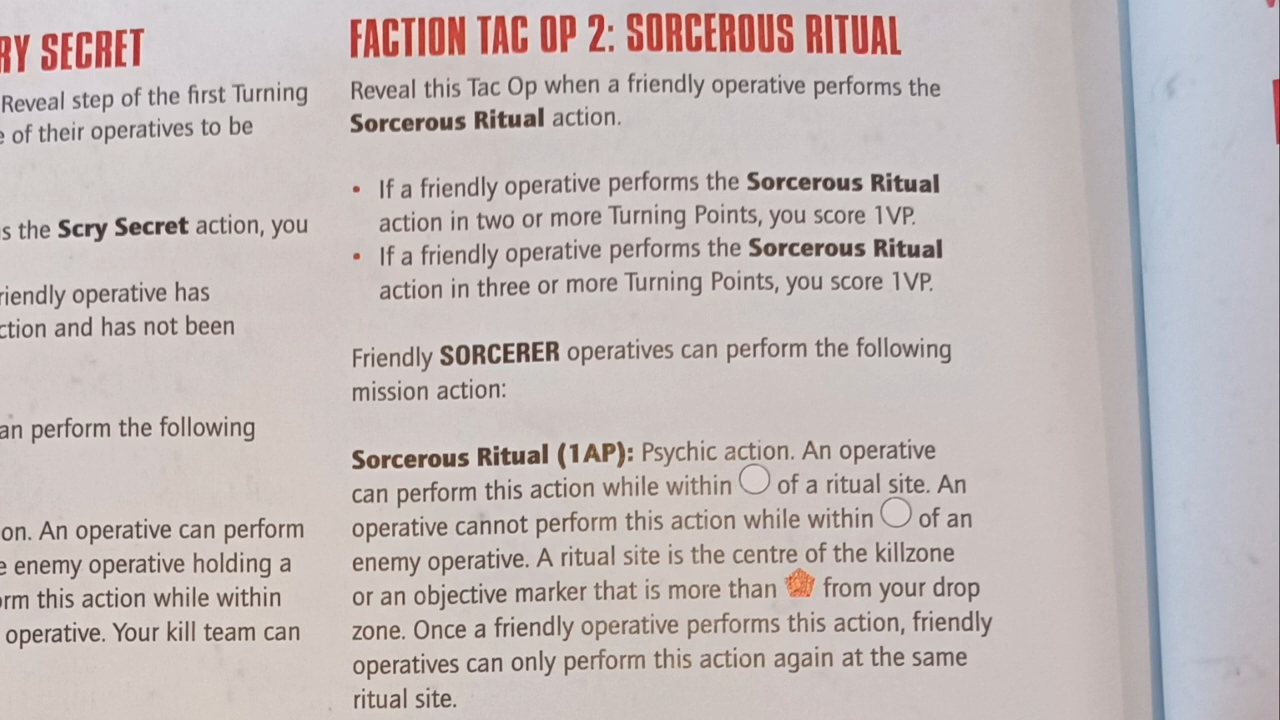 RY SECRET
Reveal step of the first Turning
of their operatives to be
s the Scry Secret action, you
riendly operative has
ction and has not been
an perform the following
on. An operative can perform
enemy operative holding a
rm this action while within
operative. Your kill team can
FACTION TAC OP 2: SORCEROUS RITUAL
Reveal this Tac Op when a friendly operative performs the
Sorcerous Ritual action.
• If a friendly operative performs the Sorcerous Ritual
action in two or more Turning Points, you score 1VP.
• If a friendly operative performs the Sorcerous Ritual
action in three or more Turning Points, you score 1VP.
Friendly SORCERER operatives can perform the following
mission action:
Sorcerous Ritual (1AP): Psychic action. An operative
can perform this action while within of a ritual site. An
operative cannot perform this action while within of an
enemy operative. A ritual site is the centre of the killzone
or an objective marker that is more than from your drop
zone. Once a friendly operative performs this action, friendly
operatives can only perform this action again at the same
ritual site.